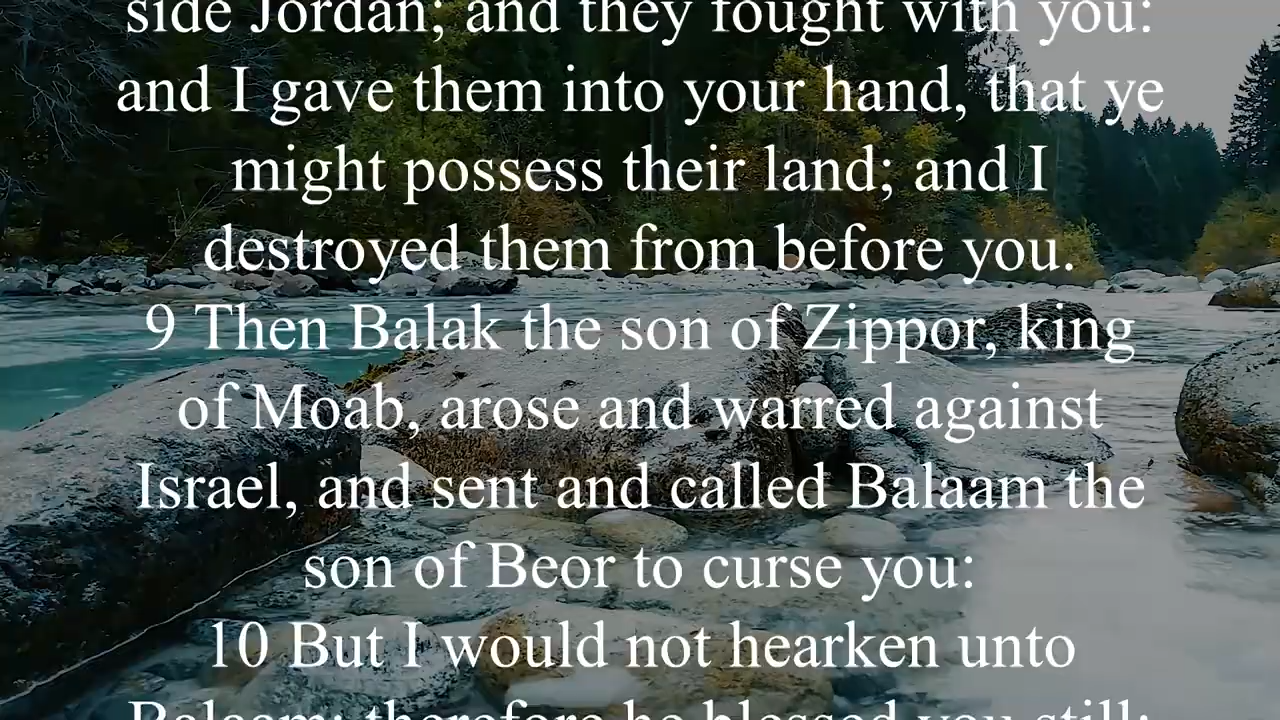 side Jordan; and they fought with you:
and I gave them into your hand, that ye
might possess their land; and I
destroyed them from before you.
9 Then Balak the son of Zippor, king
of Moab, arose and warred against
Israel, and sent and called Balaam the
son of Beor to curse you:
10 But I would not hearken unto
Balaam; therefore he blessed you still: